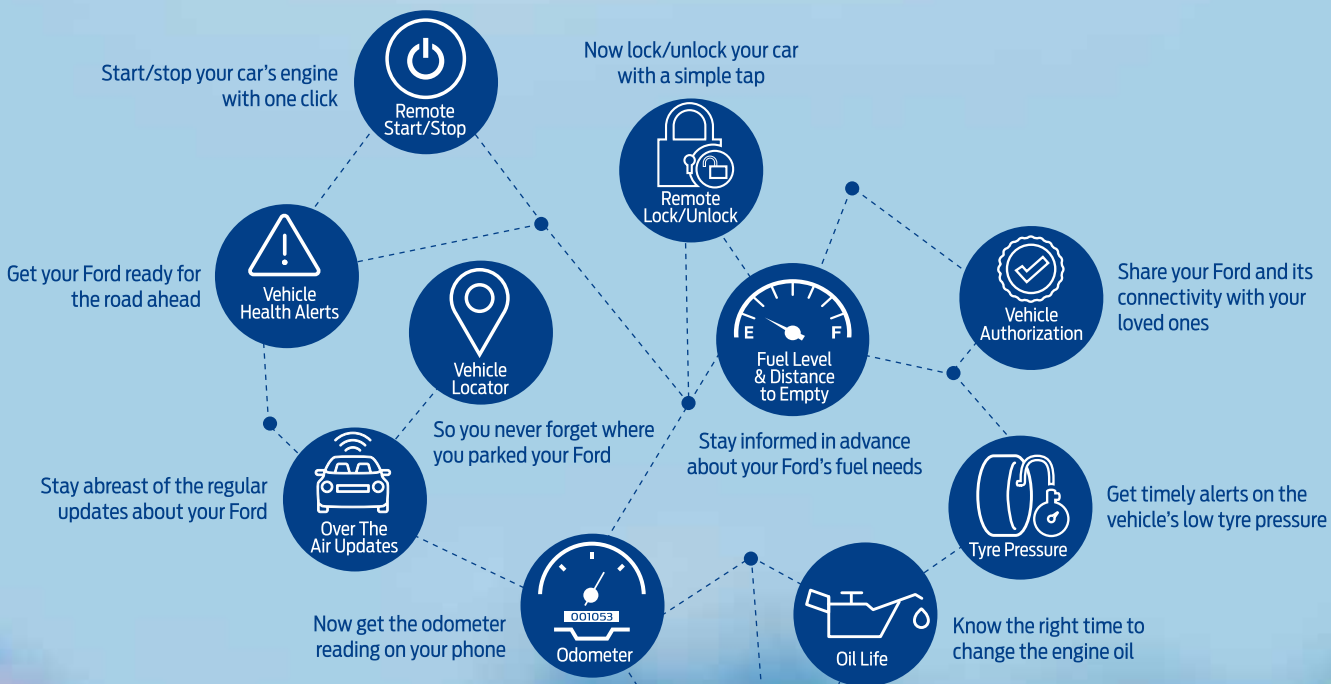 Start/stop your car's engine
with one click
Remote
Start/Stop
Now lock/unlock your car
with a simple tap
Remote
Lock/Unlock
Get your Ford ready for
the road ahead
Vehicle
Health Alerts
Vehicle
Locator
So you never forget where
you parked your Ford
E F
Fuel Level
& Distance
to Empty
Stay informed in advance
about your Ford's fuel needs
Vehicle
Authorization
Share your Ford and its
connectivity with your
loved ones
Stay abreast of the regular
updates about your Ford
Over The
Air Updates
Tyre Pressure
Get timely alerts on the
vehicle's low tyre pressure
Now get the odometer
reading on your phone
001053
Odometer
Oil Life
Know the right time to
change the engine oil